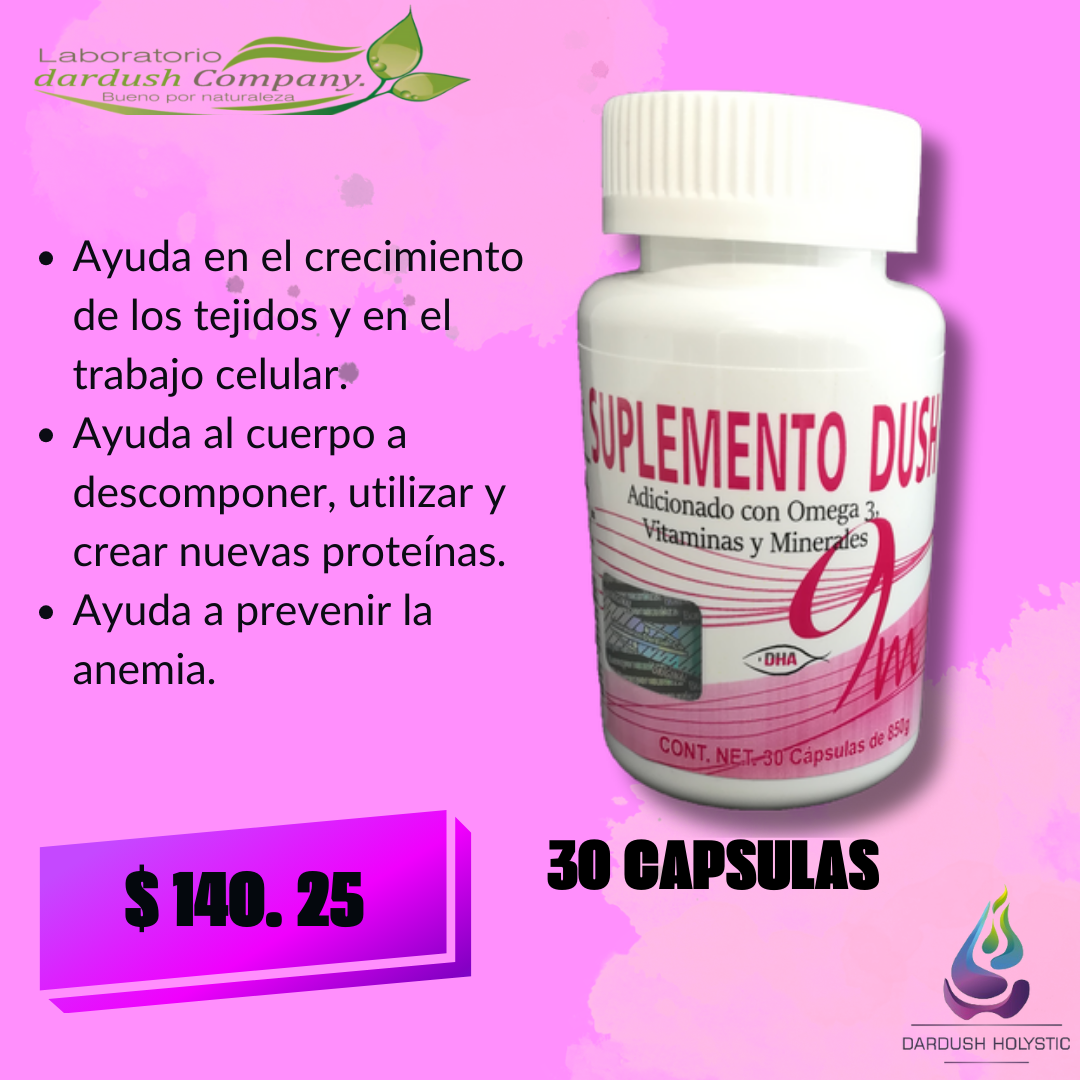 Laboratorio
dardush Company.
Bueno por naturaleza
• Ayuda en el crecimiento
de los tejidos y en el
trabajo celular.
• Ayuda al cuerpo a
descomponer, utilizar y
crear nuevas proteínas.
• Ayuda a prevenir la
anemia.
SUPLEMENTO DUSH
Adicionado con Omega 3,
Vitaminas y Minerales
9m
DHA
CONT. NET. 30 Cápsulas de 850g
30 CAPSULAS
$ 140. 25
DARDUSH HOLYSTIC